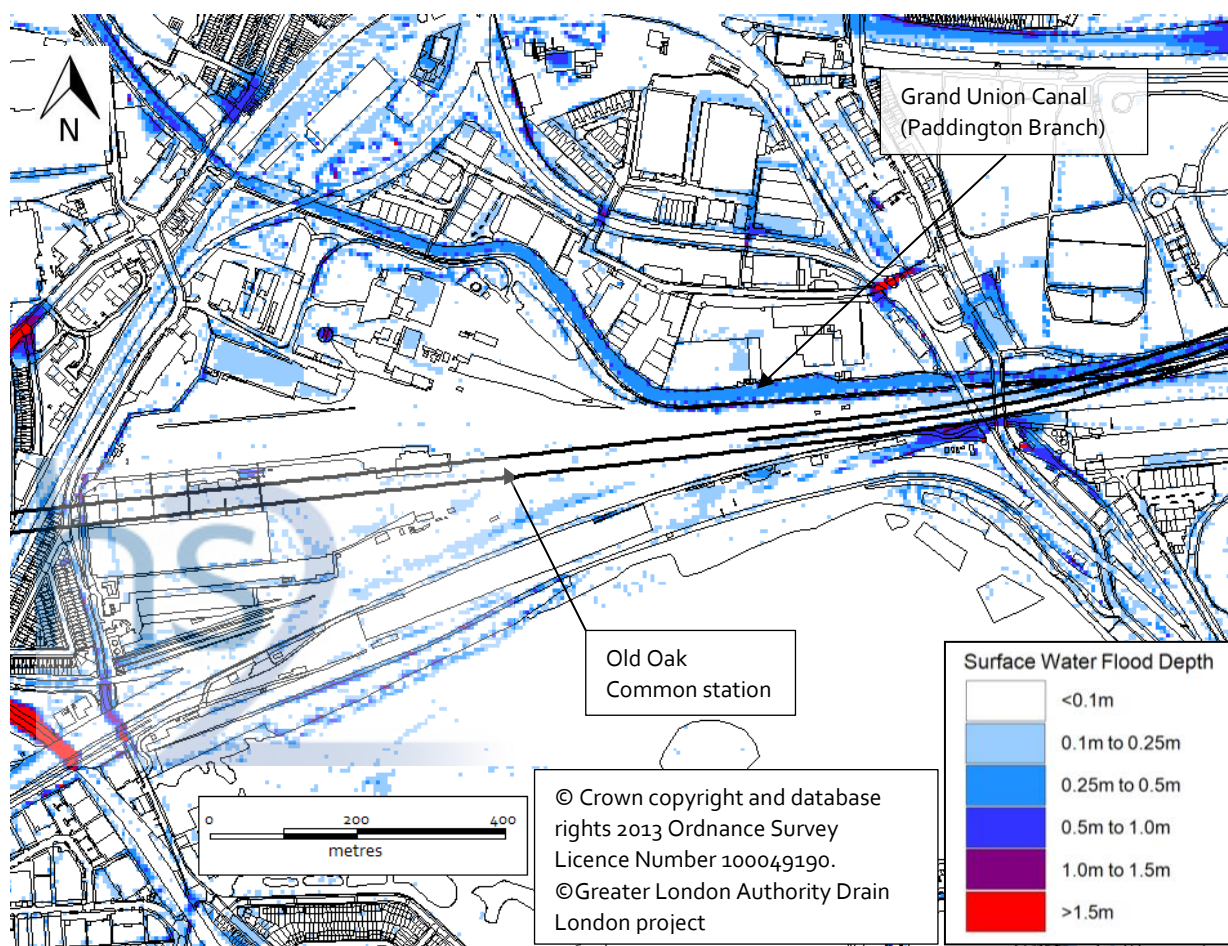 N
Grand Union Canal
(Paddington Branch)
Old Oak
Common station
Surface Water Flood Depth
<0.1m
0.1m to 0.25m
0.25m to 0.5m
0.5m to 1.0m
1.0m to 1.5m
>1.5m
0 200 400
metres
© Crown copyright and database
rights 2013 Ordnance Survey
Licence Number 100049190.
©Greater London Authority Drain
London project